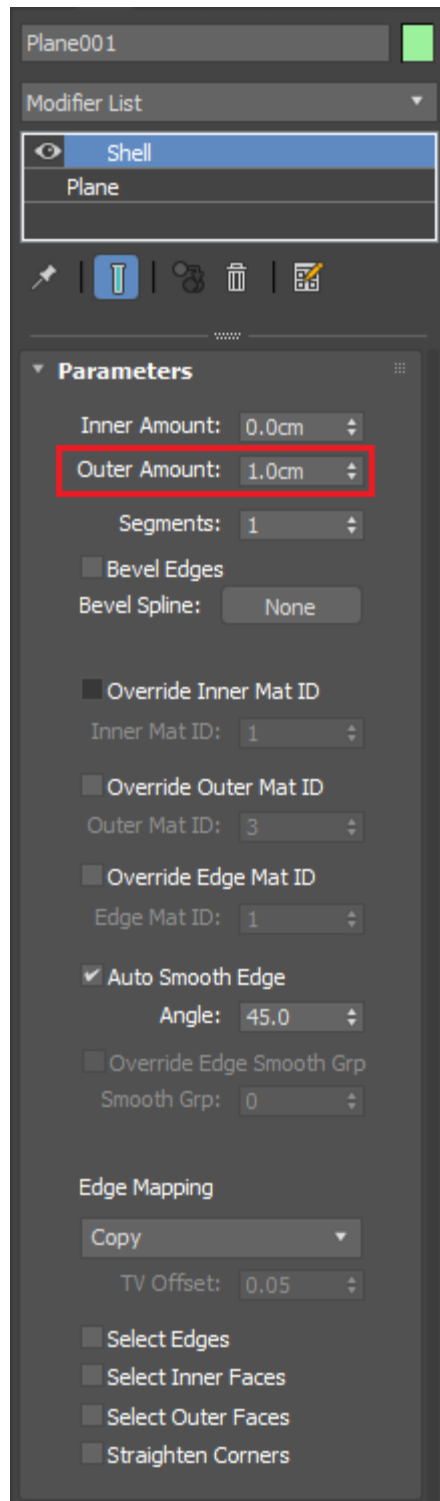 Plane001
Modifier List
Shell
Plane
Parameters
Inner Amount: 0.0cm
Outer Amount: 1.0cm
Segments: 1
Bevel Edges
Bevel Spline: None
Override Inner Mat ID
Inner Mat ID: 1
Override Outer Mat ID
Outer Mat ID: 3
Override Edge Mat ID
Edge Mat ID: 1
Auto Smooth Edge
Angle: 45.0
Override Edge Smooth Grp
Smooth Grp: 0
Edge Mapping
Copy
TV Offset: 0.05
Select Edges
Select Inner Faces
Select Outer Faces
Straighten Corners